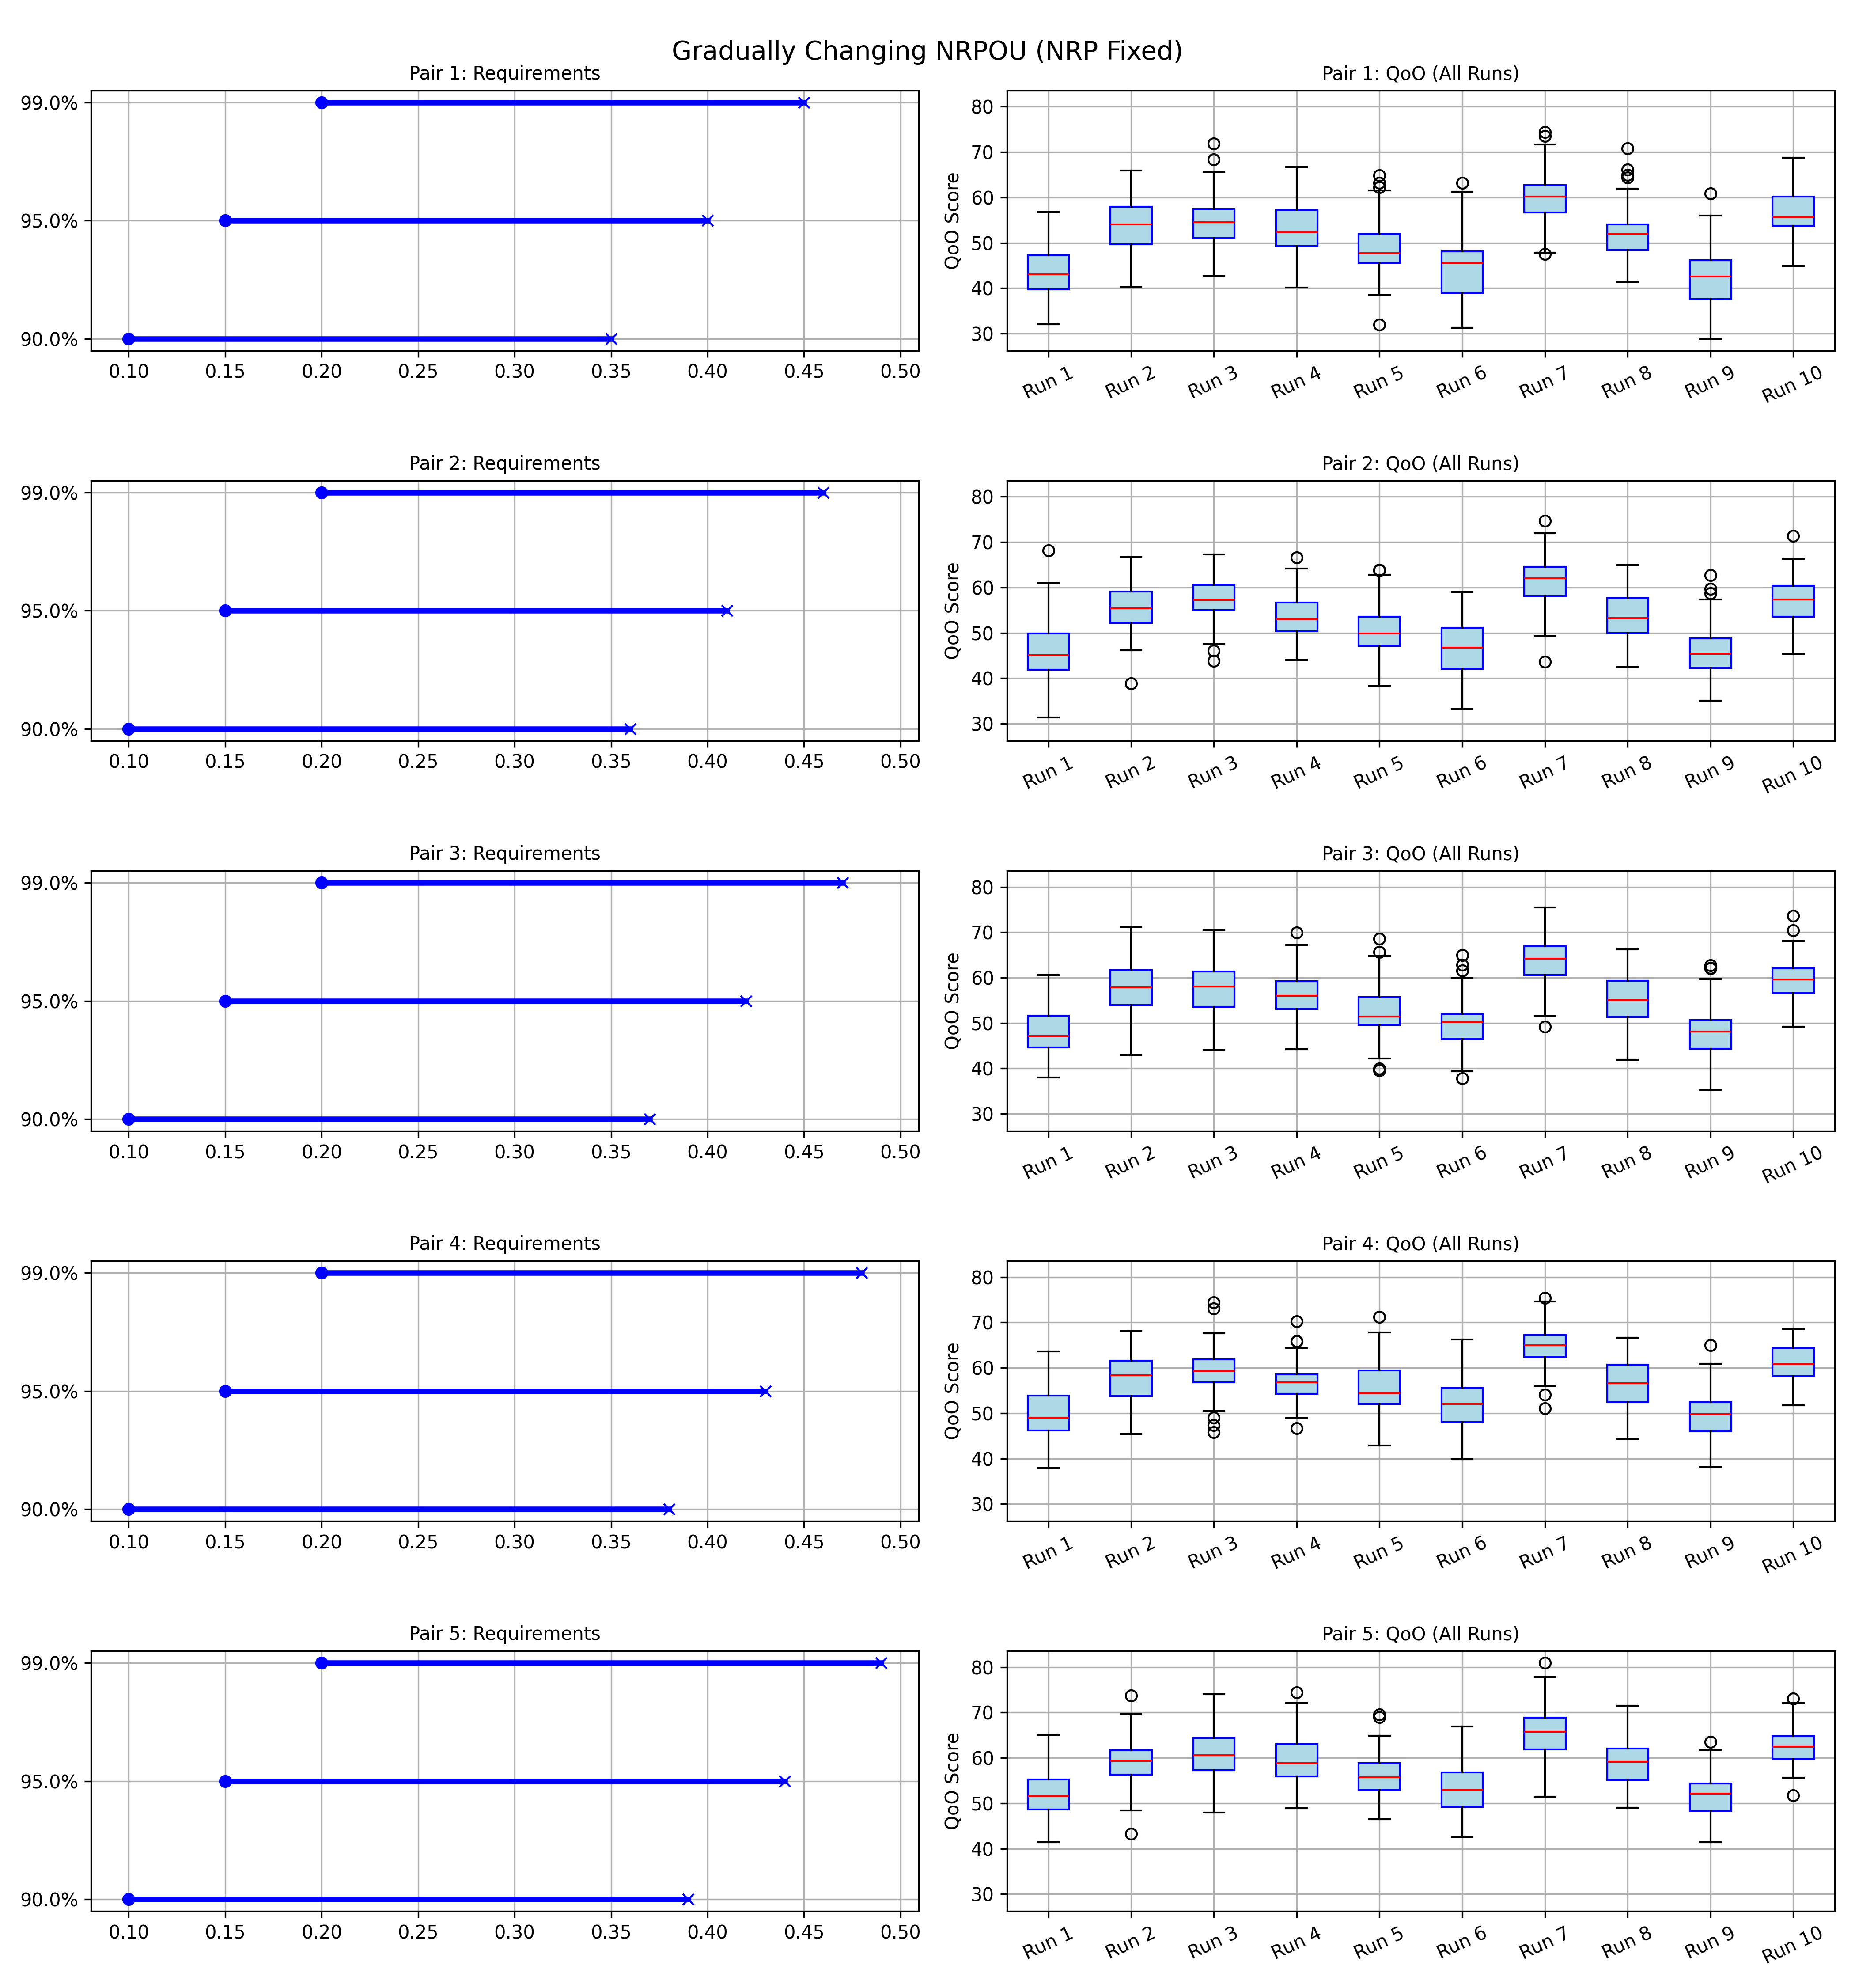 Gradually Changing NRPOU (NRP Fixed)
Pair 1: Requirements
99.0%
95.0%
90.0%
0.10 0.15 0.20 0.25 0.30 0.35 0.40 0.45 0.50
Pair 1: QoO (All Runs)
QoO Score
80
70
60
50
40
30
Run 1 Run 2 Run 3 Run 4 Run 5 Run 6 Run 7 Run 8 Run 9 Run 10
Pair 2: Requirements
99.0%
95.0%
90.0%
0.10 0.15 0.20 0.25 0.30 0.35 0.40 0.45 0.50
Pair 2: QoO (All Runs)
QoO Score
80
70
60
50
40
30
Run 1 Run 2 Run 3 Run 4 Run 5 Run 6 Run 7 Run 8 Run 9 Run 10
Pair 3: Requirements
99.0%
95.0%
90.0%
0.10 0.15 0.20 0.25 0.30 0.35 0.40 0.45 0.50
Pair 3: QoO (All Runs)
QoO Score
80
70
60
50
40
30
Run 1 Run 2 Run 3 Run 4 Run 5 Run 6 Run 7 Run 8 Run 9 Run 10
Pair 4: Requirements
99.0%
95.0%
90.0%
0.10 0.15 0.20 0.25 0.30 0.35 0.40 0.45 0.50
Pair 4: QoO (All Runs)
QoO Score
80
70
60
50
40
30
Run 1 Run 2 Run 3 Run 4 Run 5 Run 6 Run 7 Run 8 Run 9 Run 10
Pair 5: Requirements
99.0%
95.0%
90.0%
0.10 0.15 0.20 0.25 0.30 0.35 0.40 0.45 0.50
Pair 5: QoO (All Runs)
QoO Score
80
70
60
50
40
30
Run 1 Run 2 Run 3 Run 4 Run 5 Run 6 Run 7 Run 8 Run 9 Run 10